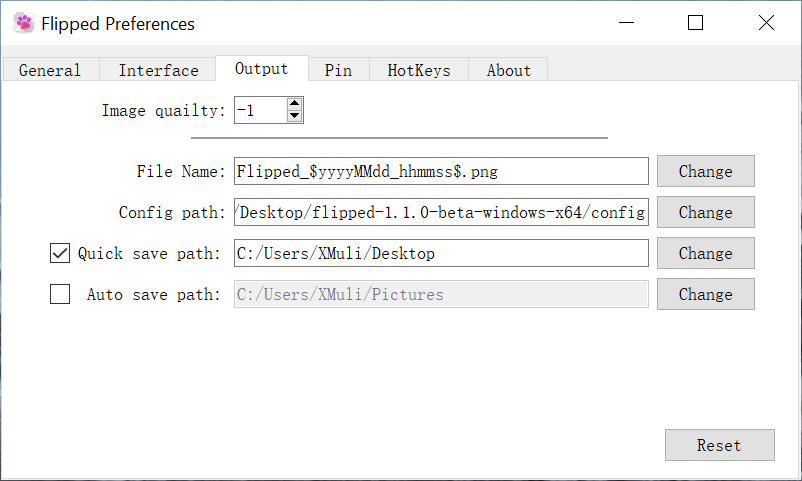 Flipped Preferences
General Interface Output Pin HotKeys About
Image quailty: -1
File Name: Flipped_$yyyyMMdd_hhmmss$.png Change
Config path: /Desktop/flipped-1.1.0-beta-windows-x64/config Change
Quick save path: C:/Users/XMuli/Desktop Change
Auto save path: C:/Users/XMuli/Pictures Change
Reset